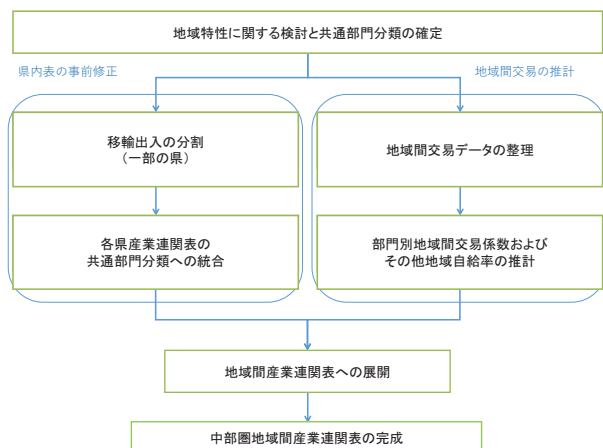 地域特性に関する検討と共通部門分類の確定
県内表の事前修正
地域間交易の推計
移輸出入の分割
（一部の県）
地域間交易データの整理
各県産業連関表の
共通部門分類への統合
部門別地域間交易係数および
その他地域自給率の推計
地域間産業連関表への展開
中部圏地域間産業連関表の完成